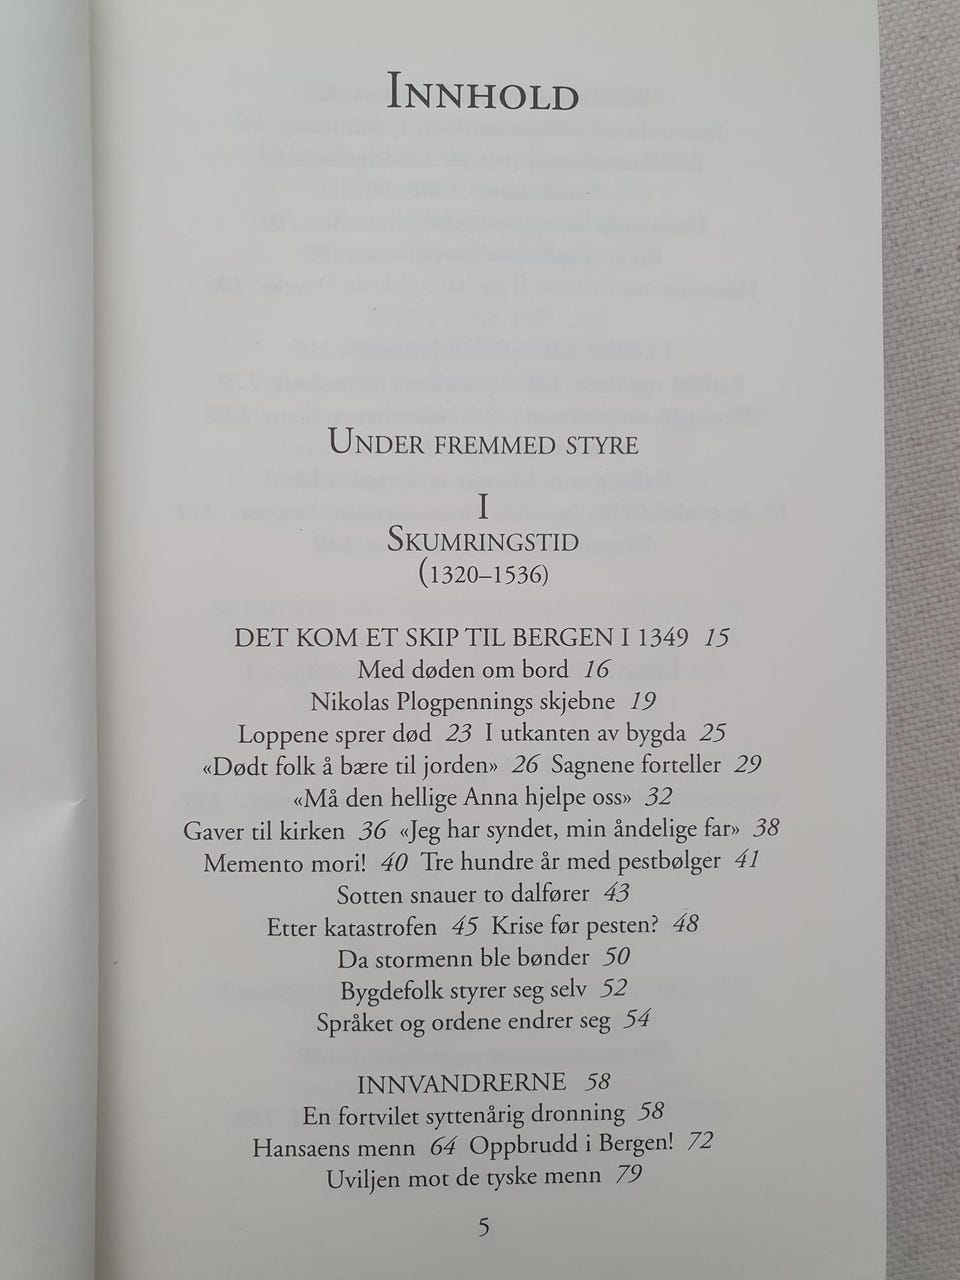 INNHOLD
UNDER FREMMED STYRE
I
SKUMRINGSTID
(1320–1536)
DET KOM ET SKIP TIL BERGEN I 1349 15
Med døden om bord 16
Nikolas Plogpennings skjebne 19
Loppene sprer død 23 I utkanten av bygda 25
«Dødt folk å bære til jorden» 26 Sagnene forteller 29
«Må den hellige Anna hjelpe oss» 32
Gaver til kirken 36 «Jeg har syndet, min åndelige far» 38
Memento mori! 40 Tre hundre år med pestbølger 41
Sotten snauer to dalfører 43
Etter katastrofen 45 Krise før pesten? 48
Da stormenn ble bønder 50
Bygdefolk styrer seg selv 52
Språket og ordene endrer seg 54
INNVANDRERNE 58
En fortvilet syttenårig dronning 58
Hansaens menn 64 Oppbrudd i Bergen! 72
Uviljen mot de tyske menn 79
5